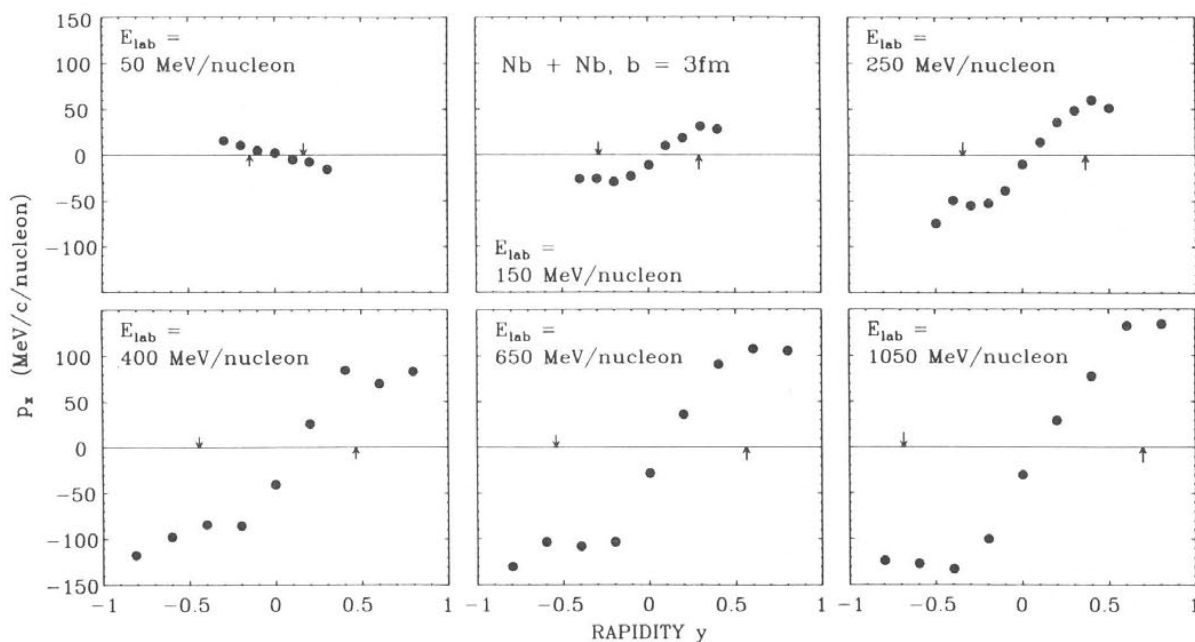 150
100
50
0
−50
−100
E_lab =
50 MeV/nucleon
Nb + Nb, b = 3fm
E_lab =
150 MeV/nucleon
E_lab =
250 MeV/nucleon
p_x (MeV/c/nucleon)
100
50
0
−50
−100
−150
E_lab =
400 MeV/nucleon
E_lab =
650 MeV/nucleon
E_lab =
1050 MeV/nucleon
−1 −0.5 0 0.5 1 −0.5 0 0.5 1 −0.5 0 0.5 1
−1
−1
RAPIDITY y